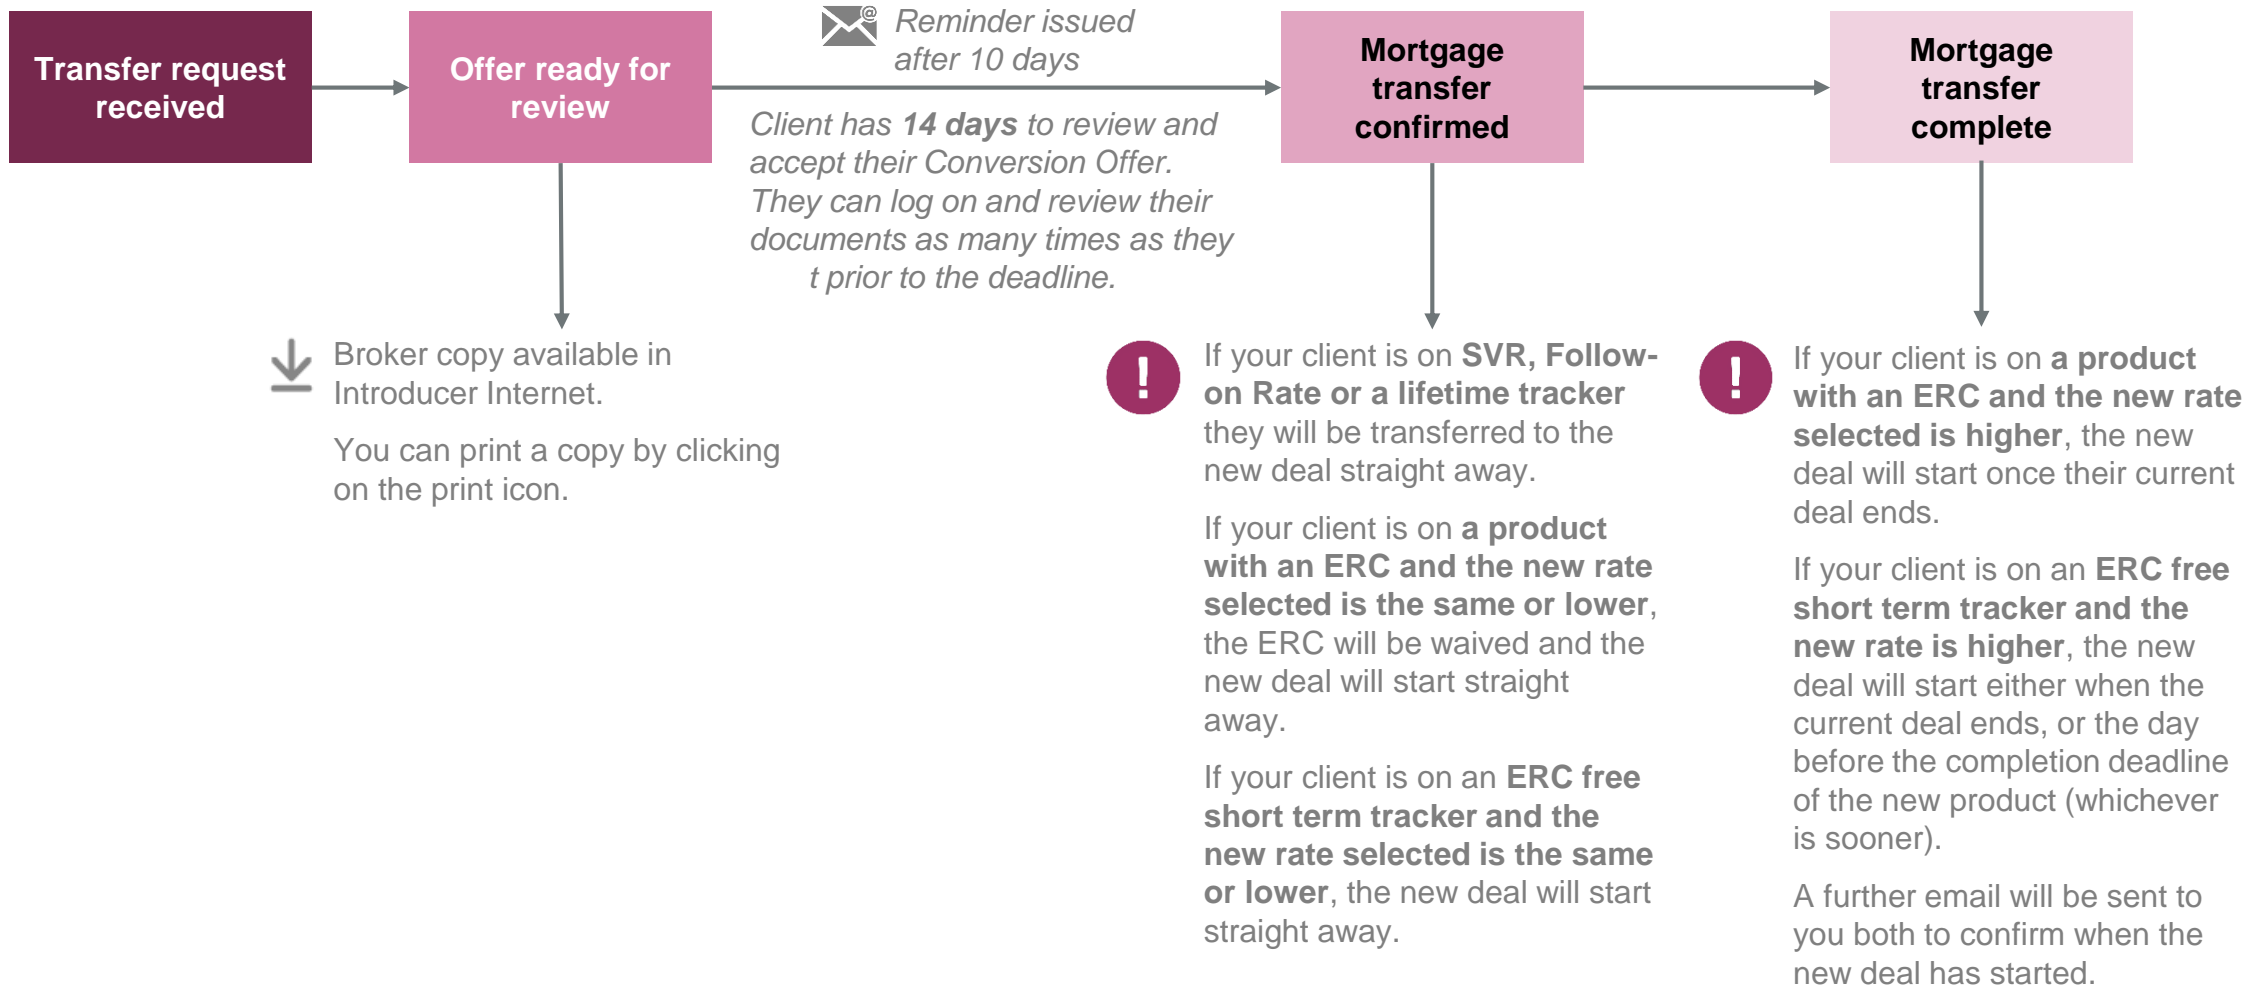 Transfer request
received
Offer ready for
review
@
Reminder issued
after 10 days
Client has 14 days to review and
accept their Conversion Offer.
They can log on and review their
documents as many times as they
t prior to the deadline.
Mortgage
transfer
confirmed
Mortgage
transfer
complete
Broker copy available in
Introducer Internet.
You can print a copy by clicking
on the print icon.
!
If your client is on SVR, Follow-
on Rate or a lifetime tracker
they will be transferred to the
new deal straight away.
If your client is on a product
with an ERC and the new rate
selected is the same or lower,
the ERC will be waived and the
new deal will start straight
away.
If your client is on an ERC free
short term tracker and the
new rate selected is the same
or lower, the new deal will start
straight away.
!
If your client is on a product
with an ERC and the new rate
selected is higher, the new
deal will start once their current
deal ends.
If your client is on an ERC free
short term tracker and the
new rate is higher, the new
deal will start either when the
current deal ends, or the day
before the completion deadline
of the new product (whichever
is sooner).
A further email will be sent to
you both to confirm when the
new deal has started.